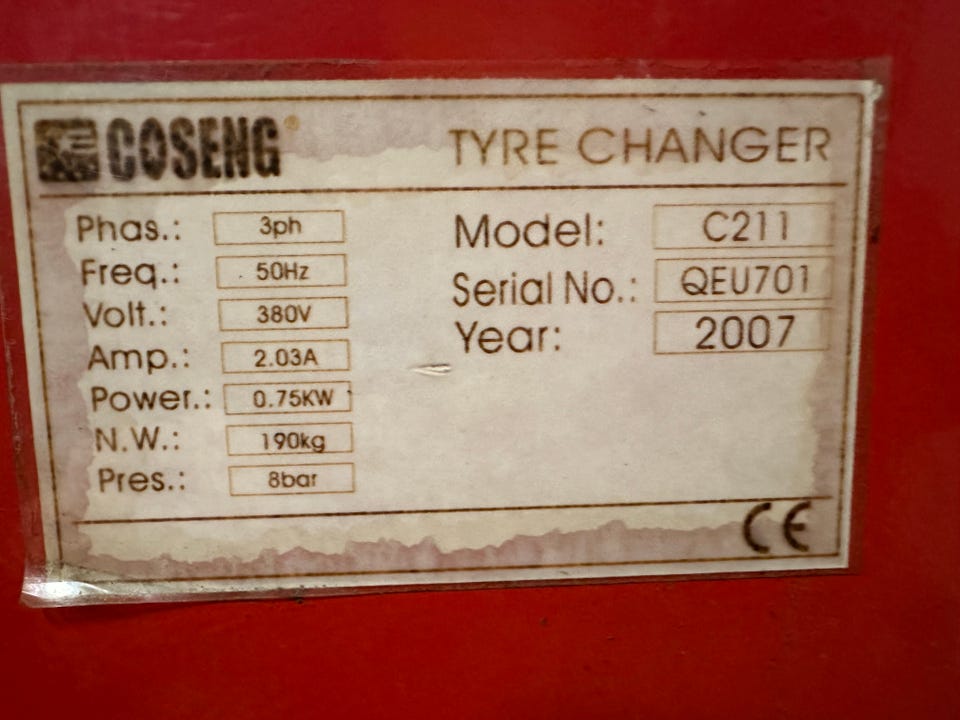 COSENG® TYRE CHANGER
Phas.: 3ph
Freq.: 50Hz
Volt.: 380V
Amp.: 2.03A
Power.: 0.75KW
N.W.: 190kg
Pres.: 8bar
Model: C211
Serial No.: QEU701
Year: 2007
CE